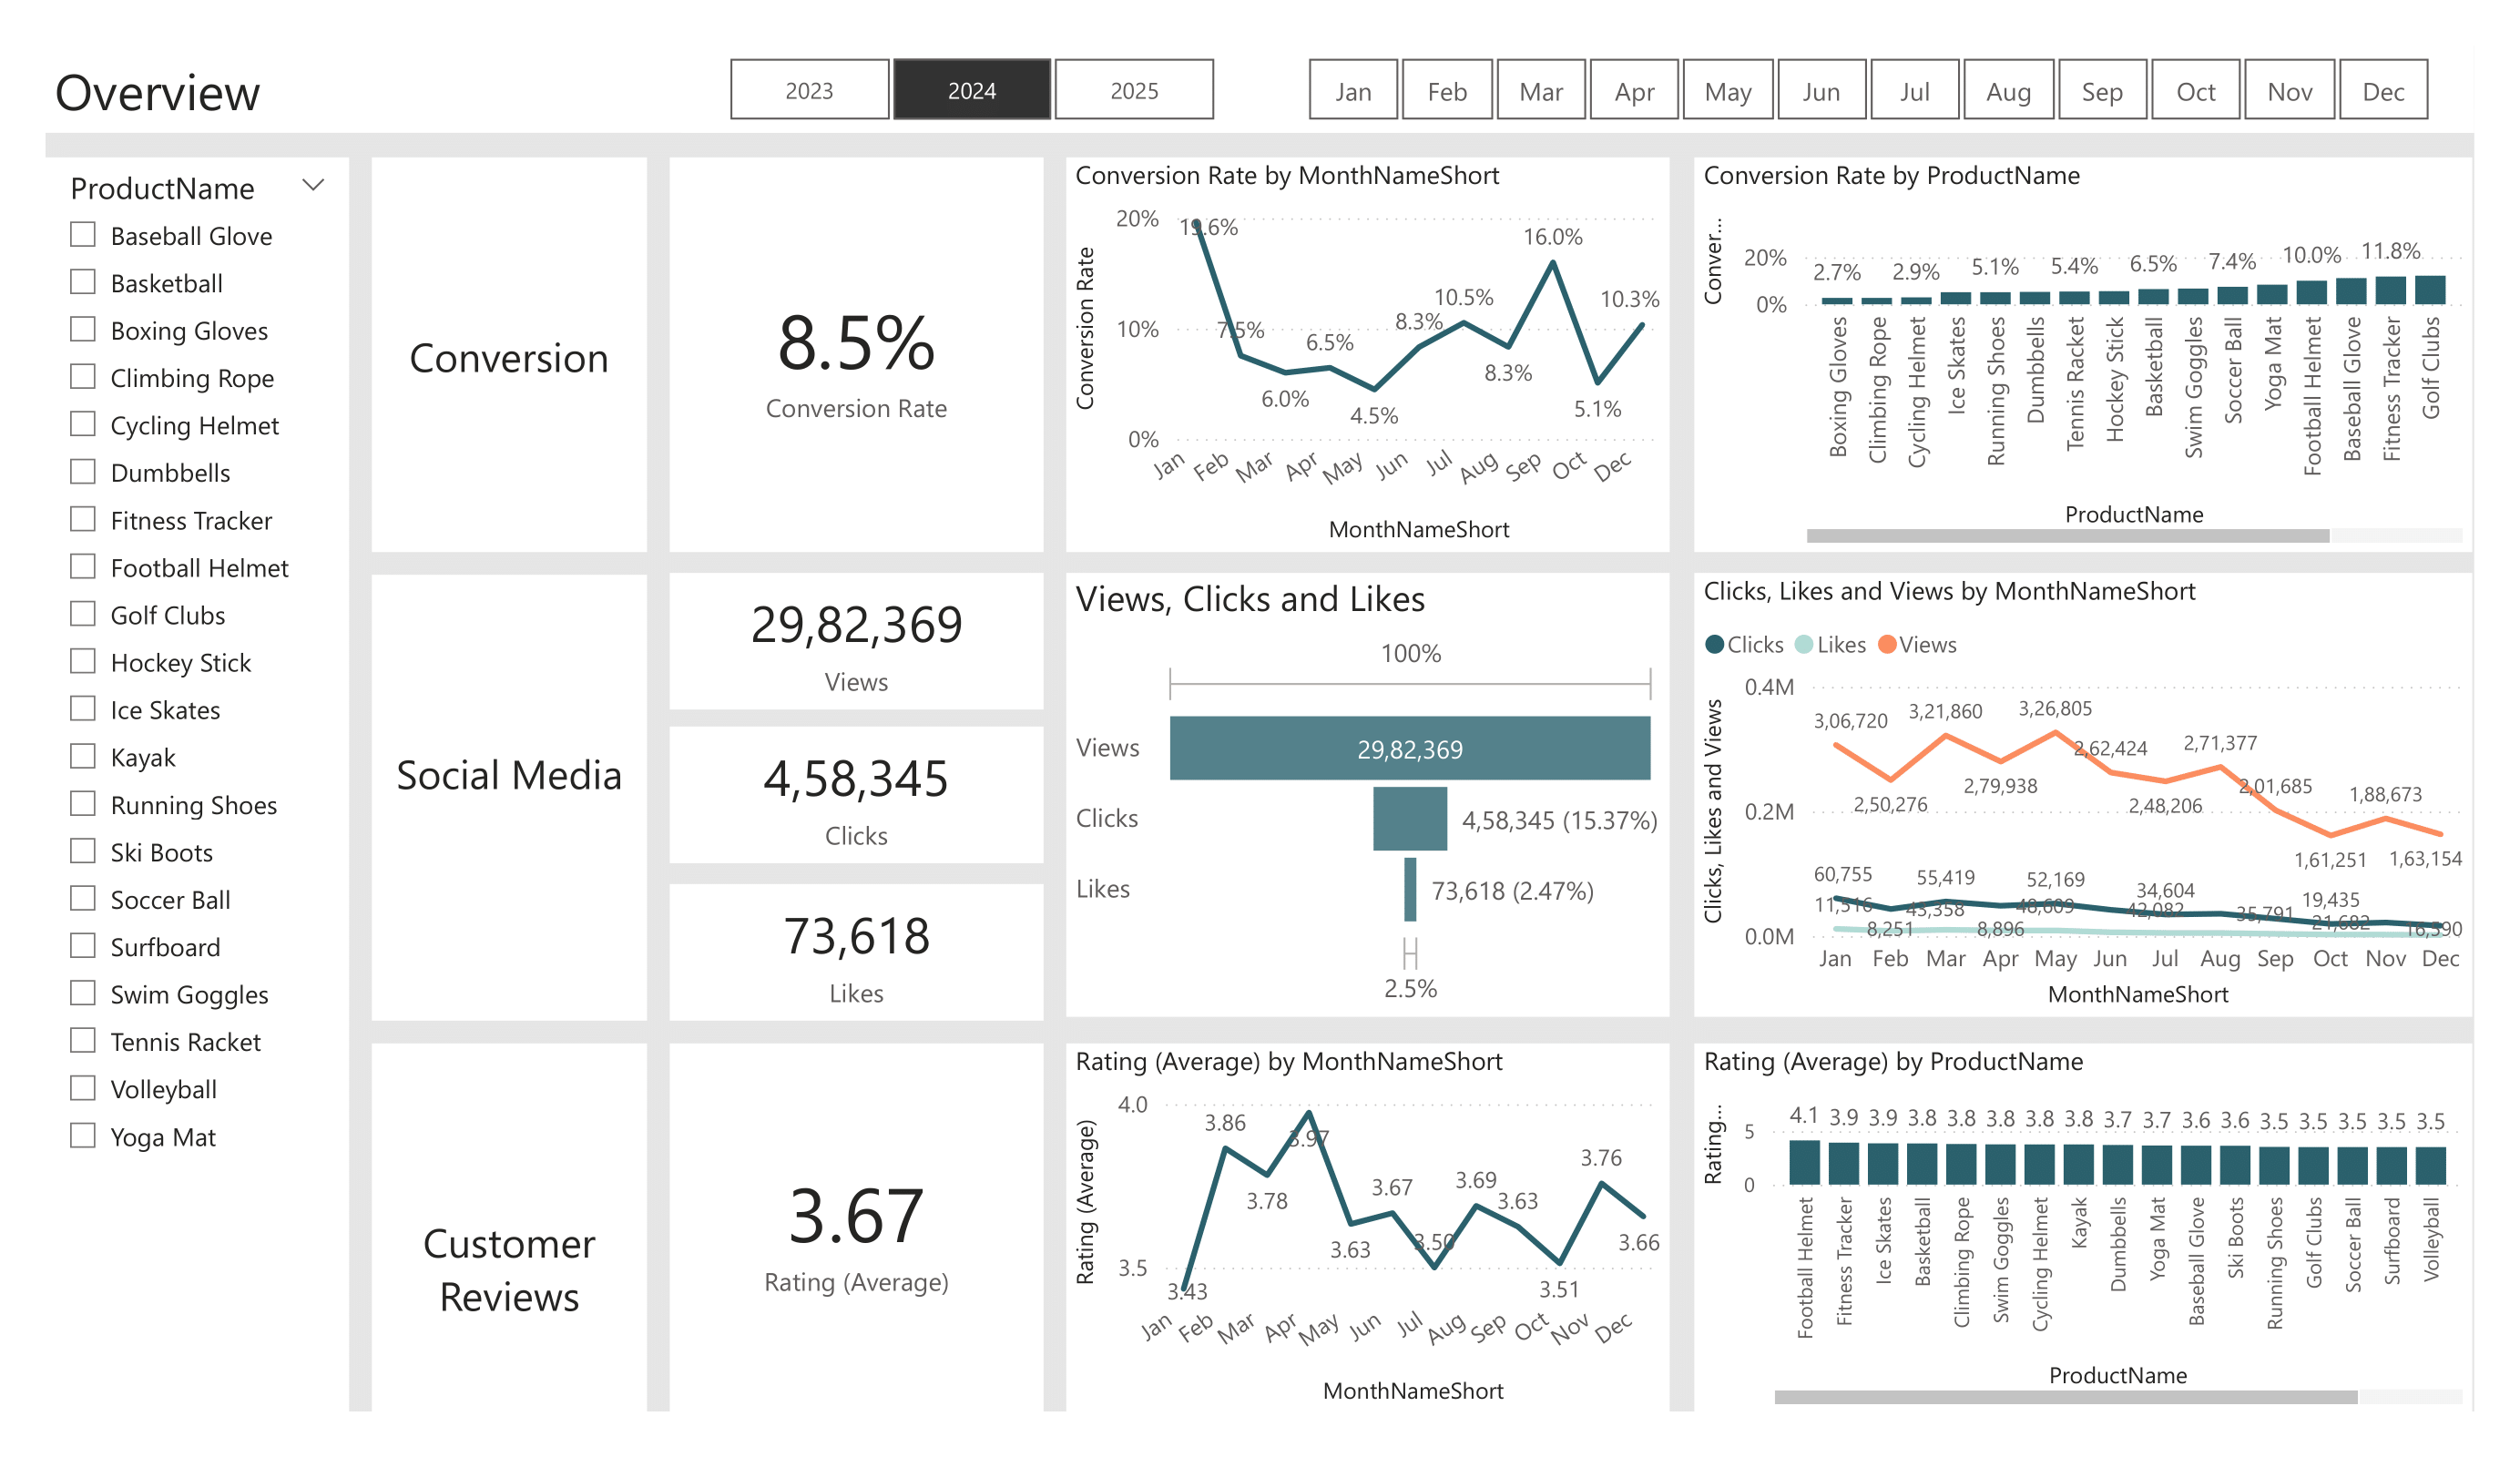 Overview
2023
2024
2025
Jan
Feb
Mar
Apr
May
Jun
Jul
Aug
Sep
Oct
Nov
Dec
ProductName
Baseball Glove
Basketball
Boxing Gloves
Climbing Rope
Cycling Helmet
Dumbbells
Fitness Tracker
Football Helmet
Golf Clubs
Hockey Stick
Ice Skates
Kayak
Running Shoes
Ski Boots
Soccer Ball
Surfboard
Swim Goggles
Tennis Racket
Volleyball
Yoga Mat
Conversion
8.5%
Conversion Rate
Conversion Rate by MonthNameShort
Conversion Rate
20%
10%
0%
19.6%
7.5%
6.0%
6.5%
4.5%
8.3%
10.5%
8.3%
16.0%
5.1%
10.3%
Jan
Feb
Mar
Apr
May
Jun
Jul
Aug
Sep
Oct
Dec
MonthNameShort
Conversion Rate by ProductName
Conver...
20%
0%
2.7%
2.9%
5.1%
5.4%
6.5%
7.4%
10.0%
11.8%
Boxing Gloves
Climbing Rope
Cycling Helmet
Ice Skates
Running Shoes
Dumbbells
Tennis Racket
Hockey Stick
Basketball
Swim Goggles
Soccer Ball
Yoga Mat
Football Helmet
Baseball Glove
Fitness Tracker
Golf Clubs
ProductName
Social Media
29,82,369
Views
4,58,345
Clicks
73,618
Likes
Views, Clicks and Likes
100%
Views
29,82,369
Clicks
4,58,345 (15.37%)
Likes
73,618 (2.47%)
2.5%
Clicks, Likes and Views by MonthNameShort
Clicks
Likes
Views
Clicks, Likes and Views
0.4M
0.2M
0.0M
3,06,720
2,50,276
3,21,860
2,79,938
3,26,805
2,62,424
2,48,206
2,71,377
2,01,685
1,61,251
1,88,673
1,63,154
60,755
55,419
52,169
34,604
19,435
11,516
43,358
48,609
42,082
35,791
21,682
16,390
8,251
8,896
Jan
Feb
Mar
Apr
May
Jun
Jul
Aug
Sep
Oct
Nov
Dec
MonthNameShort
Customer
Reviews
3.67
Rating (Average)
Rating (Average) by MonthNameShort
Rating (Average)
4.0
3.5
3.43
3.86
3.78
3.97
3.63
3.67
3.50
3.69
3.63
3.51
3.76
3.66
Jan
Feb
Mar
Apr
May
Jun
Jul
Aug
Sep
Oct
Nov
Dec
MonthNameShort
Rating (Average) by ProductName
Rating...
5
0
4.1 3.9 3.9 3.8 3.8 3.8 3.8 3.8 3.7 3.7 3.6 3.6 3.5 3.5 3.5 3.5 3.5
Football Helmet
Fitness Tracker
Ice Skates
Basketball
Climbing Rope
Swim Goggles
Cycling Helmet
Kayak
Dumbbells
Yoga Mat
Baseball Glove
Ski Boots
Running Shoes
Golf Clubs
Soccer Ball
Surfboard
Volleyball
ProductName